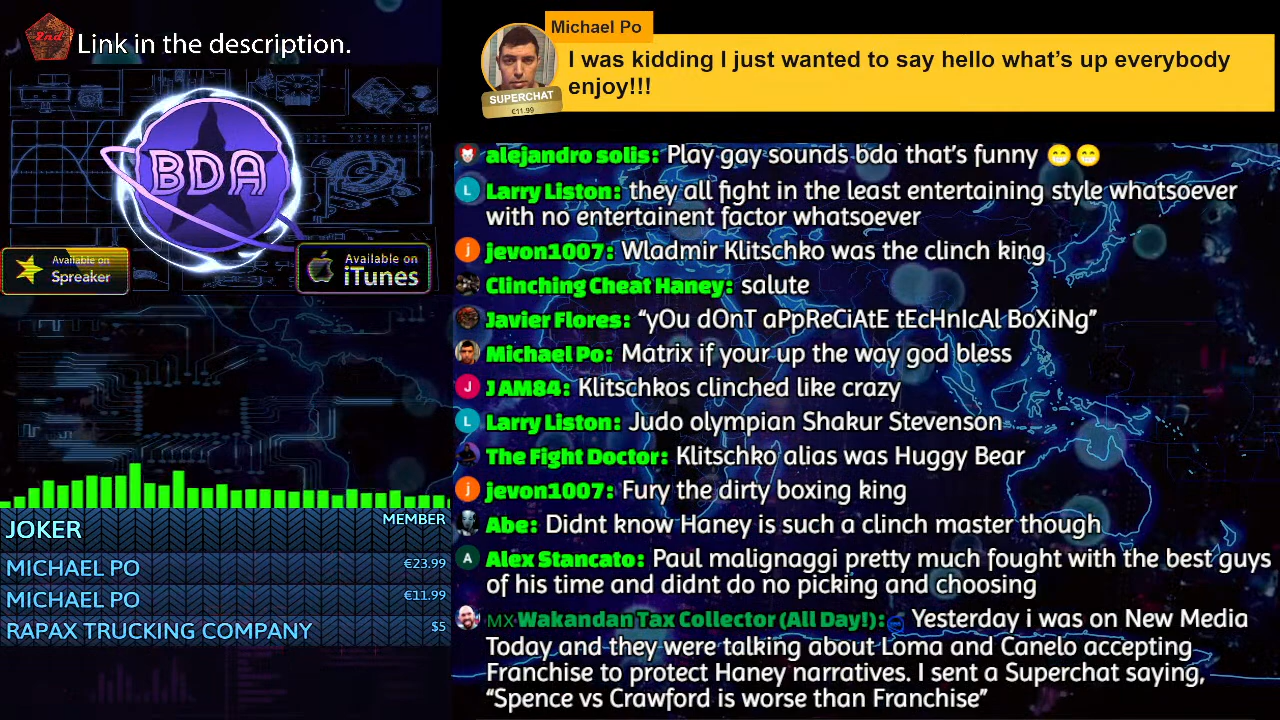 2nd
Link in the description.
BDA
Available on
Spreaker
Available on
iTunes
JOKER
MEMBER
MICHAEL PO
€23.99
MICHAEL PO
€11.99
RAPAX TRUCKING COMPANY
$5
Michael Po
SUPERCHAT
€11.99
I was kidding I just wanted to say hello what’s up everybody
enjoy!!!
alejandro solis: Play gay sounds bda that’s funny 😁😁
L Larry Liston: they all fight in the least entertaining style whatsoever
with no entertainent factor whatsoever
j jevon1007: Wladmir Klitschko was the clinch king
Clinching Cheat Haney: salute
Javier Flores: “yOu dOnT aPpReCiAtE tEcHnIcAl BoXiNg”
Michael Po: Matrix if your up the way god bless
J J AM84: Klitschkos clinched like crazy
L Larry Liston: Judo olympian Shakur Stevenson
The Fight Doctor: Klitschko alias was Huggy Bear
j jevon1007: Fury the dirty boxing king
Abe: Didnt know Haney is such a clinch master though
A Alex Stancato: Paul malignaggi pretty much fought with the best guys
of his time and didnt do no picking and choosing
MX Wakandan Tax Collector (All Day!): Yesterday i was on New Media
Today and they were talking about Loma and Canelo accepting
Franchise to protect Haney narratives. I sent a Superchat saying,
“Spence vs Crawford is worse than Franchise”